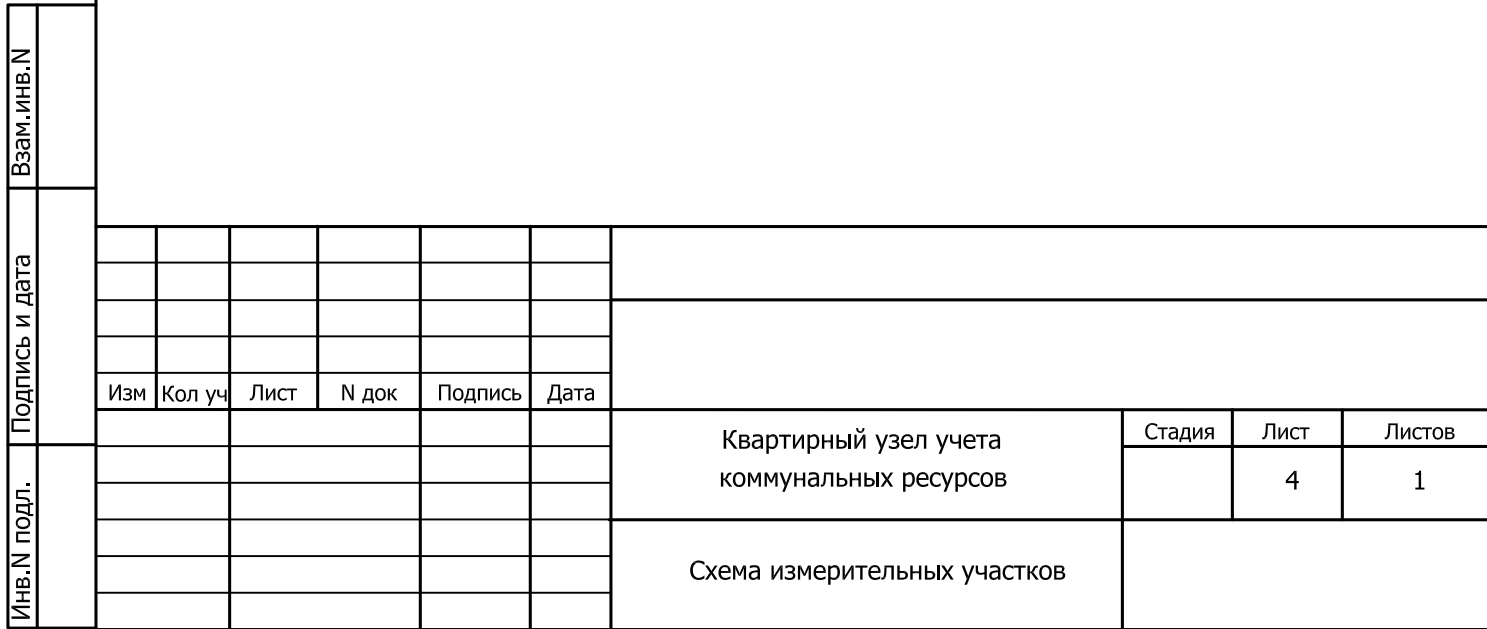 Взам.инв.N
Подпись и дата
Инв.N подл.
Изм Кол уч Лист N док Подпись Дата
Квартирный узел учета
коммунальных ресурсов
Стадия Лист Листов
4 1
Схема измерительных участков